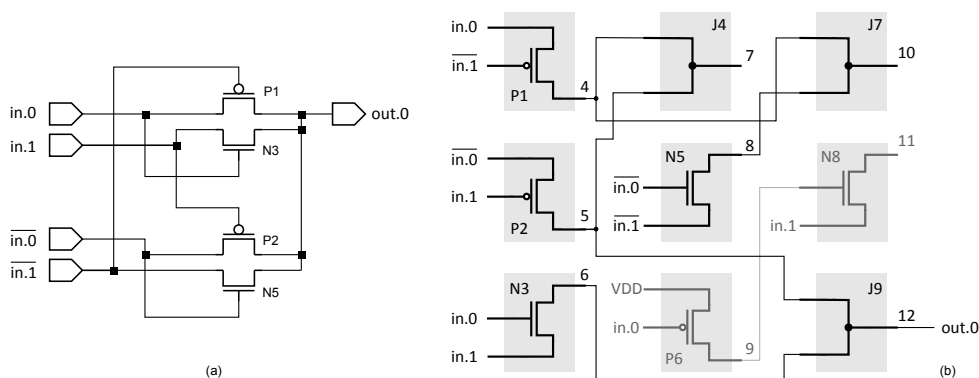 in.0
in.1
P1
N3
out.0
in.0
in.1
P2
N5
(a)
in.0
in.1
P1
4
J4
7
J7
10
in.0
in.1
P2
5
N5
8
in.0
in.1
N8
11
in.1
N3
6
in.0
in.1
VDD
in.0
P6
9
J9
12
out.0
(b)